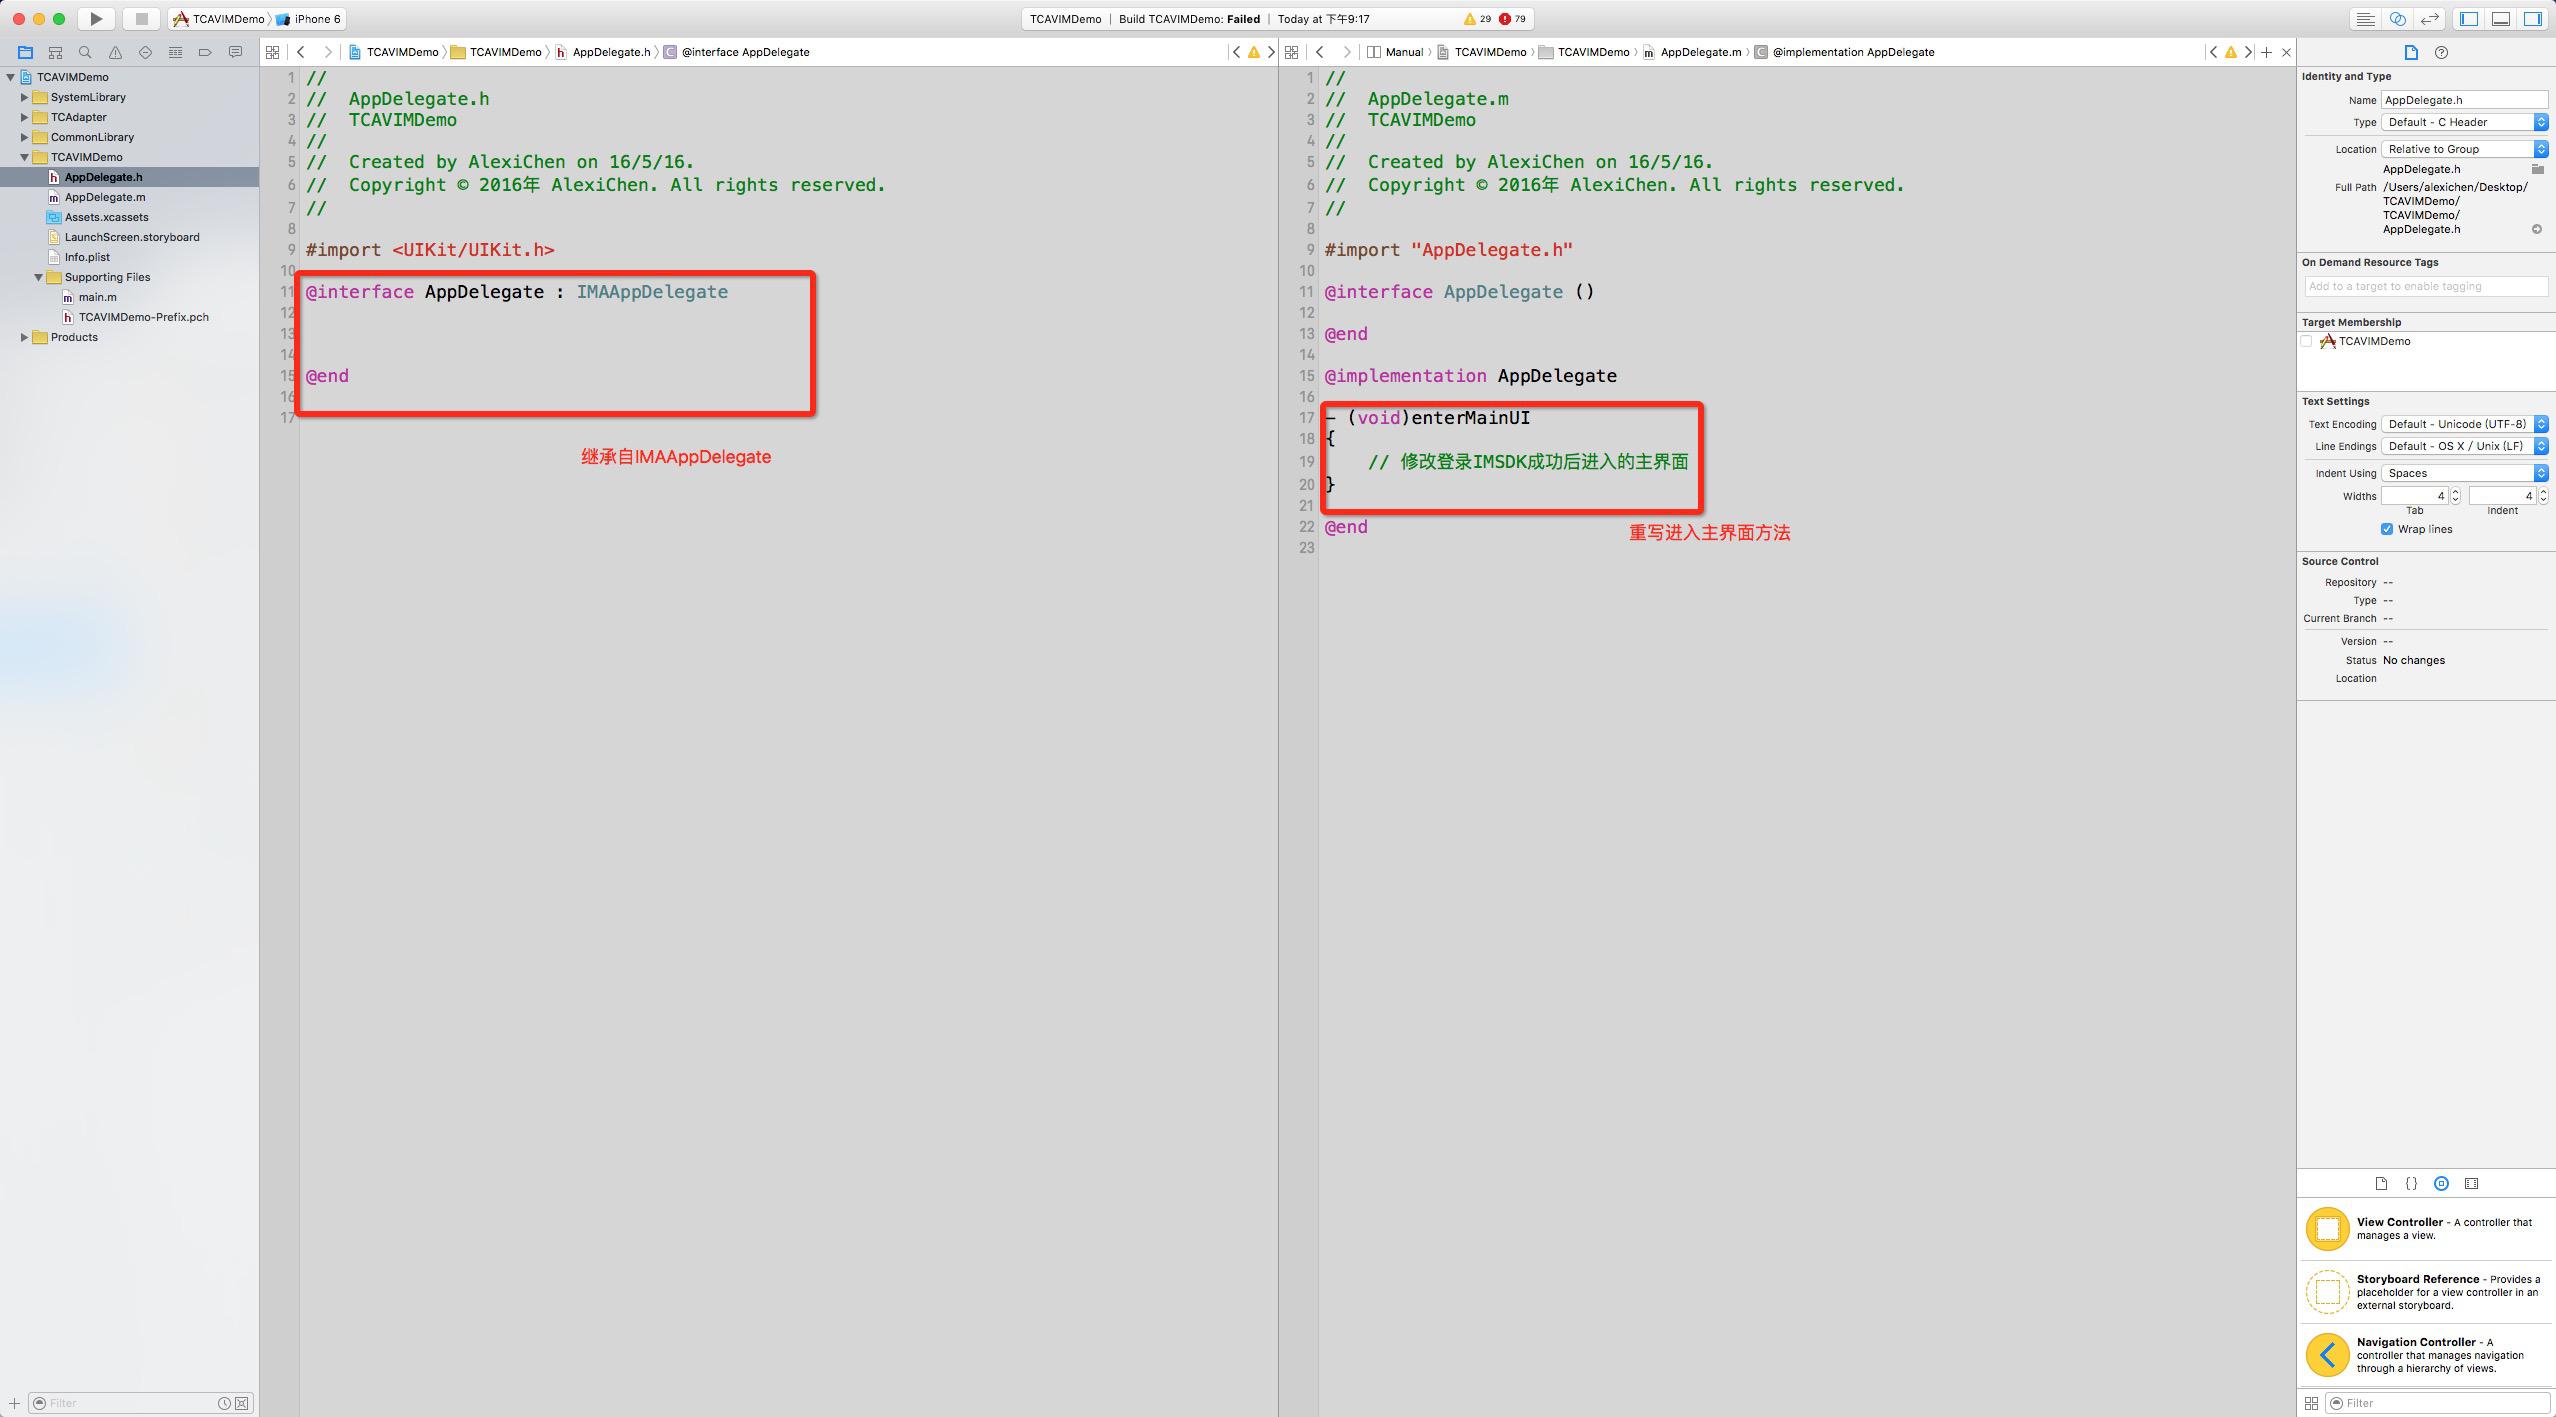 TCAVIMDemo
iPhone 6
TCAVIMDemo | Build TCAVIMDemo: Failed | Today at 下午9:17
29
79
TCAVIMDemo
SystemLibrary
TCAdapter
CommonLibrary
TCAVIMDemo
AppDelegate.h
AppDelegate.m
Assets.xcassets
LaunchScreen.storyboard
Info.plist
Supporting Files
main.m
TCAVIMDemo-Prefix.pch
Products
Filter
TCAVIMDemo
TCAVIMDemo
AppDelegate.h
@interface AppDelegate
1 //
2 //  AppDelegate.h
3 //  TCAVIMDemo
4 //
5 //  Created by AlexiChen on 16/5/16.
6 //  Copyright © 2016年 AlexiChen. All rights reserved.
7 //
8
9 #import <UIKit/UIKit.h>
10
11 @interface AppDelegate : IMAAppDelegate
12
13
14
15 @end
16
17
继承自IMAAppDelegate
Manual
TCAVIMDemo
TCAVIMDemo
AppDelegate.m
@implementation AppDelegate
1 //
2 //  AppDelegate.m
3 //  TCAVIMDemo
4 //
5 //  Created by AlexiChen on 16/5/16.
6 //  Copyright © 2016年 AlexiChen. All rights reserved.
7 //
8
9 #import "AppDelegate.h"
10
11 @interface AppDelegate ()
12
13 @end
14
15 @implementation AppDelegate
16
17 - (void)enterMainUI
18 {
19     // 修改登录IMSDK成功后进入的主界面
20 }
21
22 @end
23
重写进入主界面方法
Identity and Type
Name AppDelegate.h
Type Default - C Header
Location Relative to Group
AppDelegate.h
Full Path /Users/alexichen/Desktop/
TCAVIMDemo/
TCAVIMDemo/
AppDelegate.h
On Demand Resource Tags
Add to a target to enable tagging
Target Membership
TCAVIMDemo
Text Settings
Text Encoding Default - Unicode (UTF-8)
Line Endings Default - OS X / Unix (LF)
Indent Using Spaces
Widths 4 4
Tab Indent
Wrap lines
Source Control
Repository --
Type --
Current Branch --
Version --
Status No changes
Location
View Controller - A controller that
manages a view.
Storyboard Reference - Provides a
placeholder for a view controller in an
external storyboard.
Navigation Controller - A
controller that manages navigation
through a hierarchy of views.
Filter